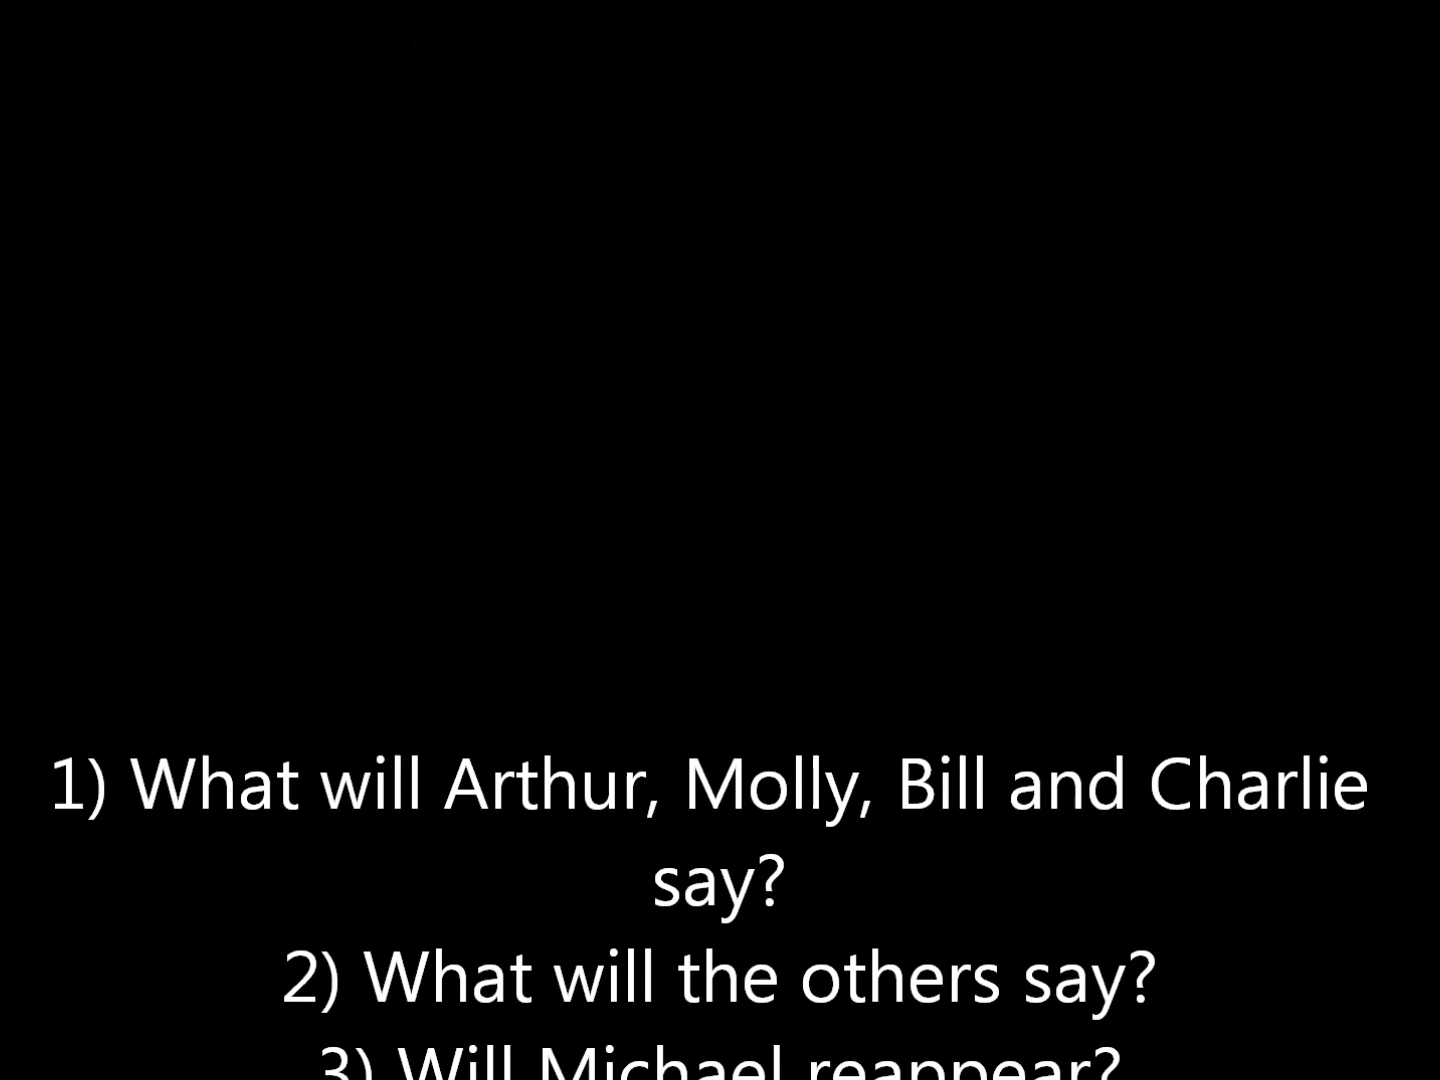 1) What will Arthur, Molly, Bill and Charlie
say?
2) What will the others say?
3) Will Michael reappear?